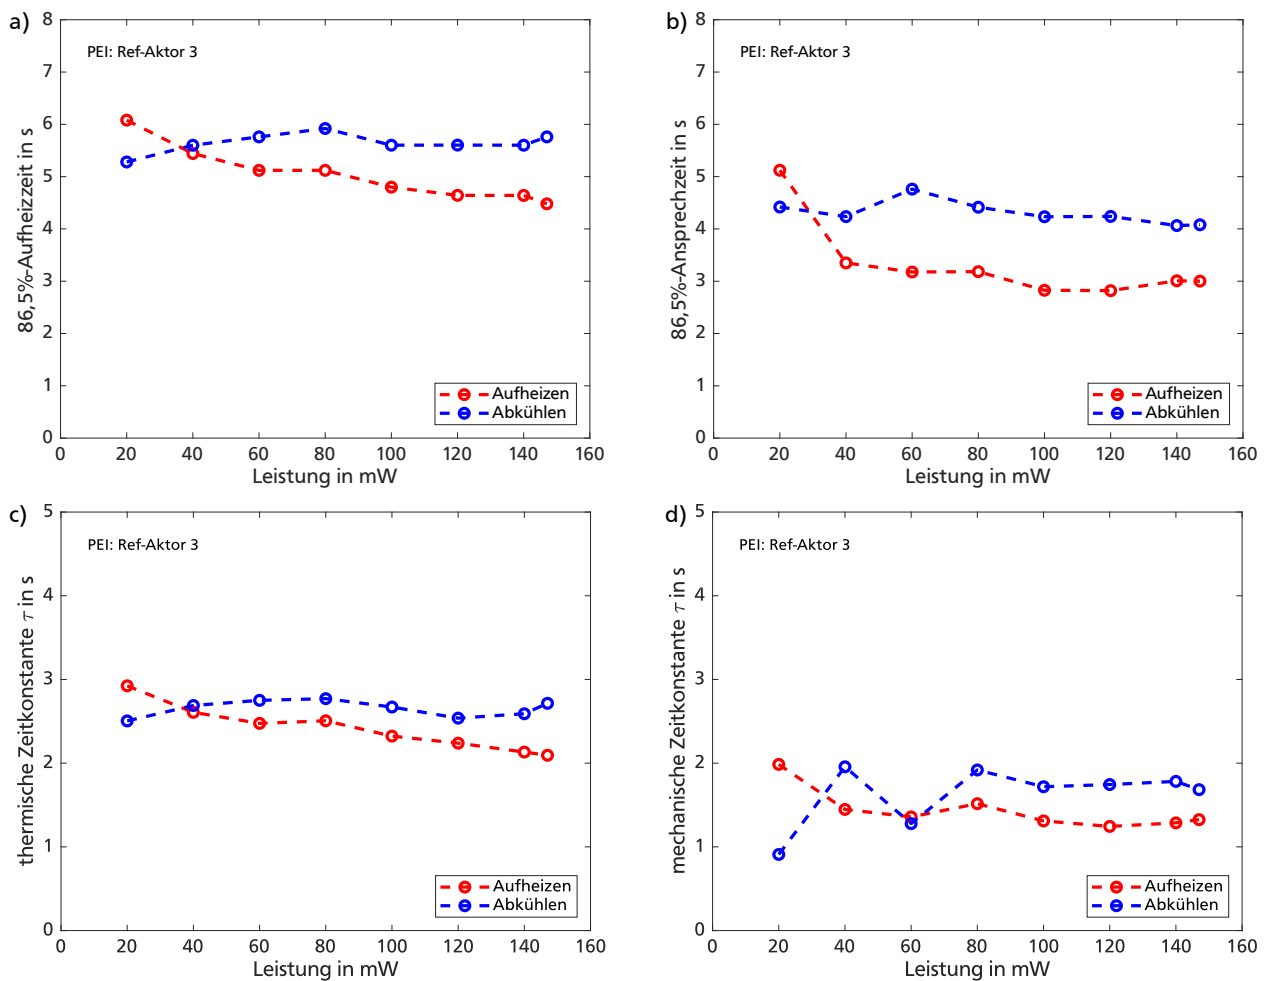 a)
PEI: Ref-Aktor 3
86,5%-Aufheizzeit in s
8
7
6
5
4
3
2
1
0
0 20 40 60 80 100 120 140 160
Leistung in mW
Aufheizen
Abkühlen
b)
PEI: Ref-Aktor 3
86,5%-Ansprechzeit in s
8
7
6
5
4
3
2
1
0
0 20 40 60 80 100 120 140 160
Leistung in mW
Aufheizen
Abkühlen
c)
PEI: Ref-Aktor 3
thermische Zeitkonstante τ in s
5
4
3
2
1
0
0 20 40 60 80 100 120 140 160
Leistung in mW
Aufheizen
Abkühlen
d)
PEI: Ref-Aktor 3
mechanische Zeitkonstante τ in s
5
4
3
2
1
0
0 20 40 60 80 100 120 140 160
Leistung in mW
Aufheizen
Abkühlen